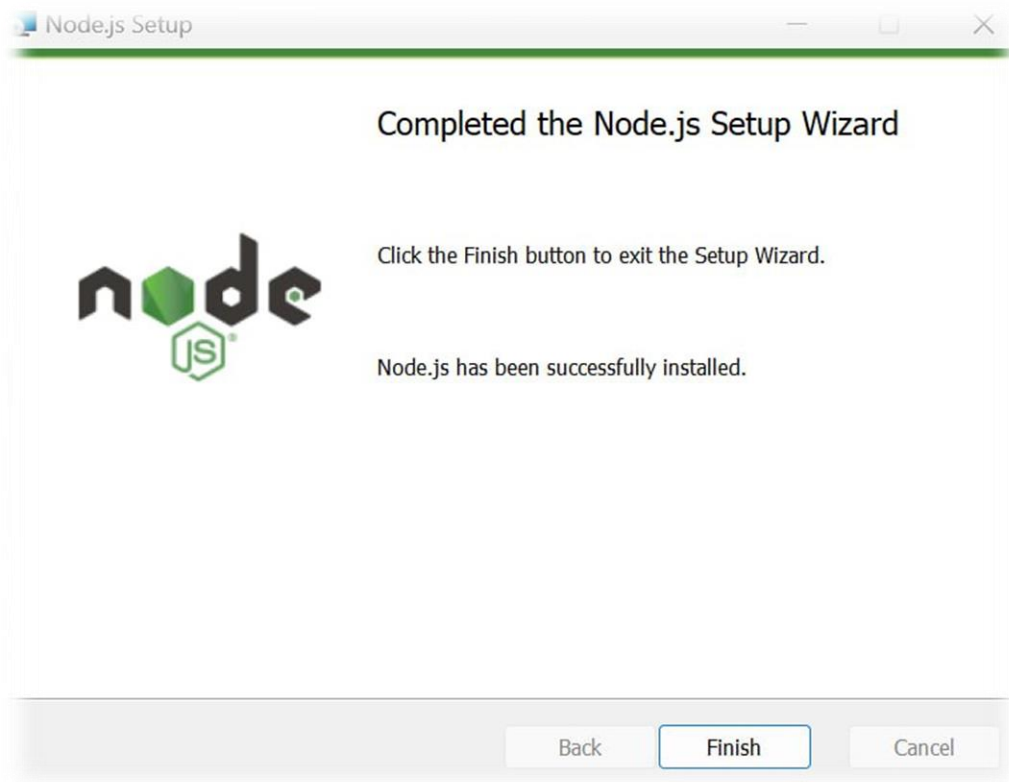 Node.js Setup
Completed the Node.js Setup Wizard
Click the Finish button to exit the Setup Wizard.
node
JS®
Node.js has been successfully installed.
Back
Finish
Cancel